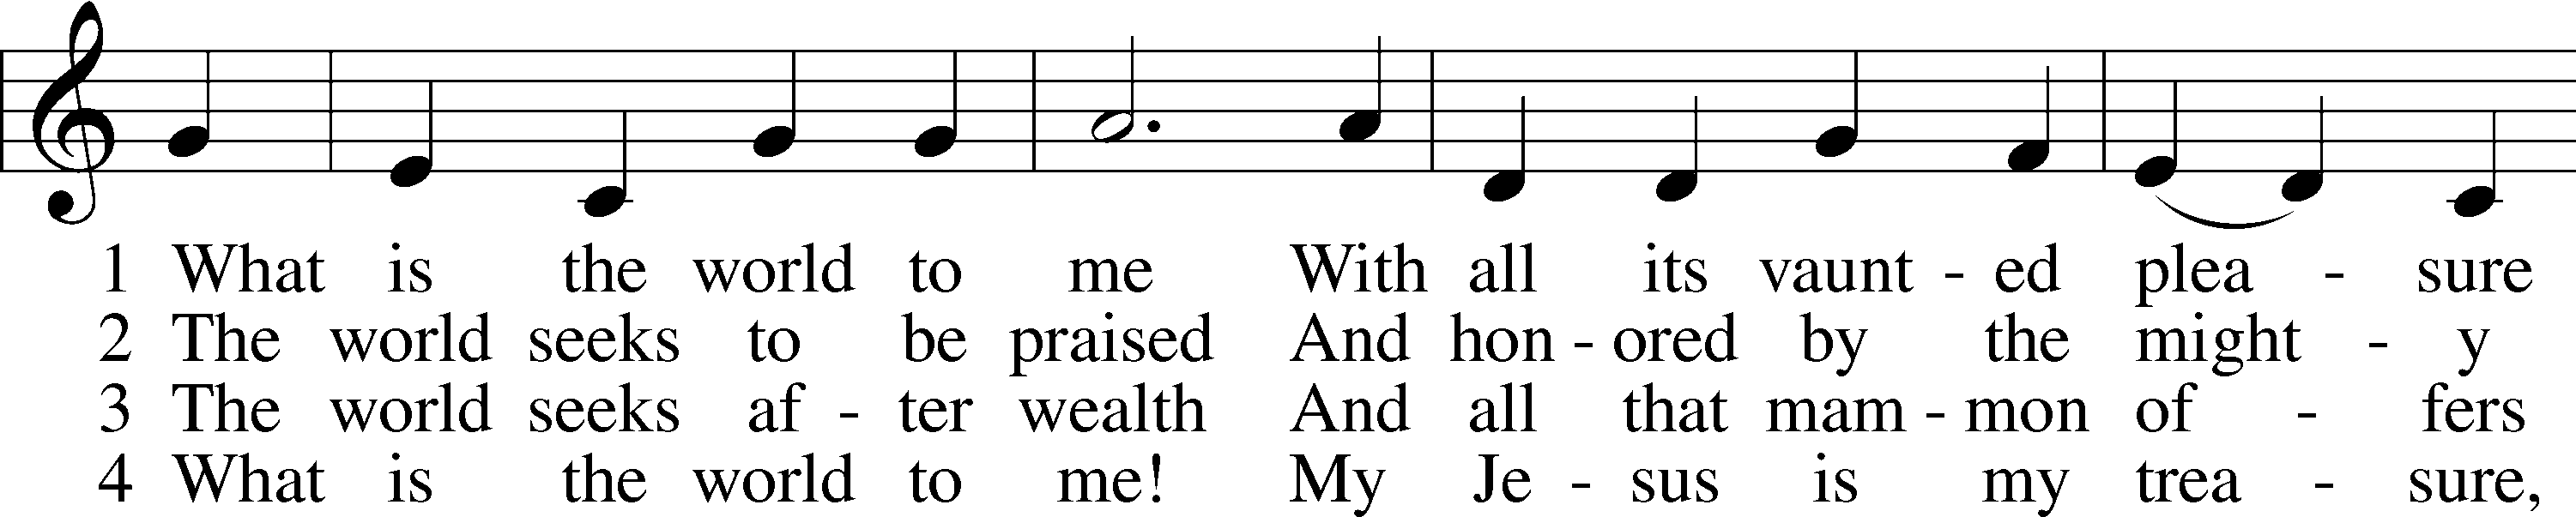 1 What is the world to me With all its vaunt - ed plea - sure
2 The world seeks to be praised And hon - ored by the might - y
3 The world seeks af - ter wealth And all that mam - mon of - fers
4 What is the world to me! My Je - sus is my trea - sure,